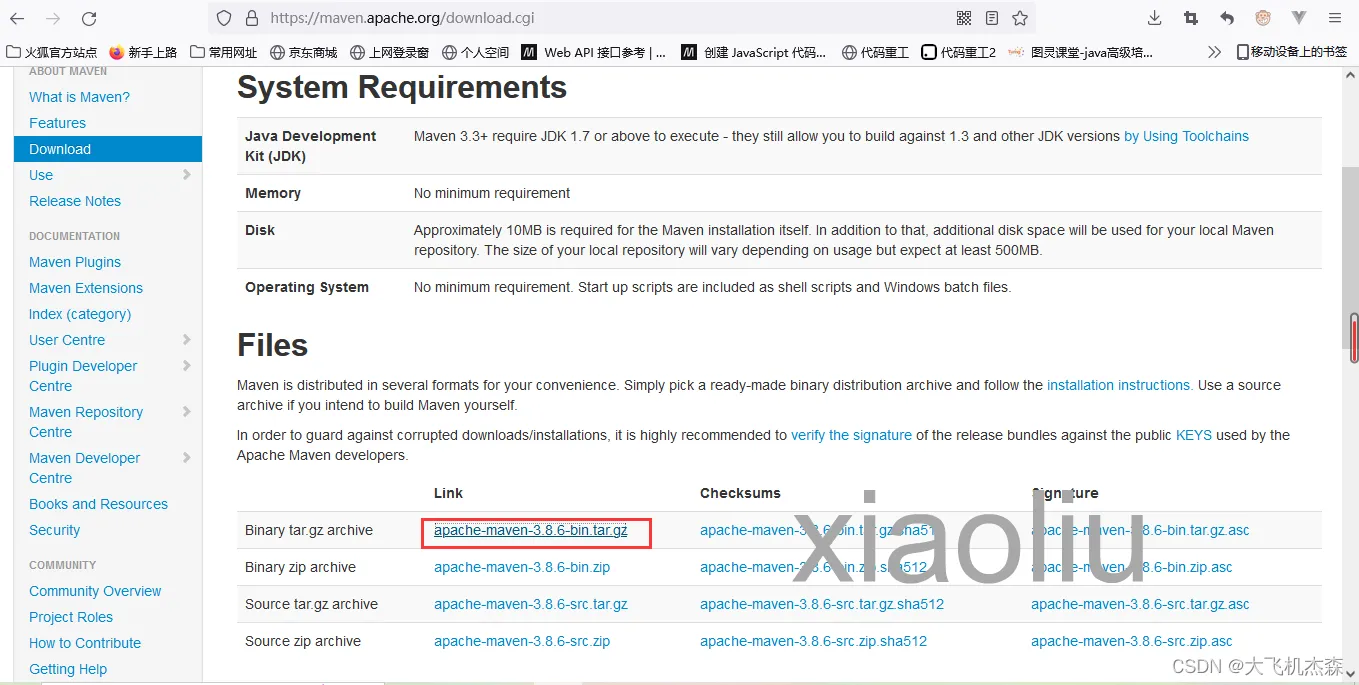 https://maven.apache.org/download.cgi
火狐官方站点 新手上路 常用网址 京东商城 上网登录窗 个人空间 Web API 接口参考 | ... 创建 JavaScript 代码... 代码重工 代码重工2 图灵课堂-java高级培... 移动设备上的书签
ABOUT MAVEN
What is Maven?
Features
Download
Use
Release Notes
DOCUMENTATION
Maven Plugins
Maven Extensions
Index (category)
User Centre
Plugin Developer
Centre
Maven Repository
Centre
Maven Developer
Centre
Books and Resources
Security
COMMUNITY
Community Overview
Project Roles
How to Contribute
Getting Help
System Requirements
Java Development
Kit (JDK)
Maven 3.3+ require JDK 1.7 or above to execute - they still allow you to build against 1.3 and other JDK versions by Using Toolchains
Memory
No minimum requirement
Disk
Approximately 10MB is required for the Maven installation itself. In addition to that, additional disk space will be used for your local Maven
repository. The size of your local repository will vary depending on usage but expect at least 500MB.
Operating System
No minimum requirement. Start up scripts are included as shell scripts and Windows batch files.
Files
Maven is distributed in several formats for your convenience. Simply pick a ready-made binary distribution archive and follow the installation instructions. Use a source
archive if you intend to build Maven yourself.
In order to guard against corrupted downloads/installations, it is highly recommended to verify the signature of the release bundles against the public KEYS used by the
Apache Maven developers.
Link Checksums Signature
Binary tar.gz archive apache-maven-3.8.6-bin.tar.gz apache-maven-3.8.6-bin.tar.gz.sha512 apache-maven-3.8.6-bin.tar.gz.asc
Binary zip archive apache-maven-3.8.6-bin.zip apache-maven-3.8.6-bin.zip.sha512 apache-maven-3.8.6-bin.zip.asc
Source tar.gz archive apache-maven-3.8.6-src.tar.gz apache-maven-3.8.6-src.tar.gz.sha512 apache-maven-3.8.6-src.tar.gz.asc
Source zip archive apache-maven-3.8.6-src.zip apache-maven-3.8.6-src.zip.sha512 apache-maven-3.8.6-src.zip.asc
xiaoliu
CSDN @大飞机杰森